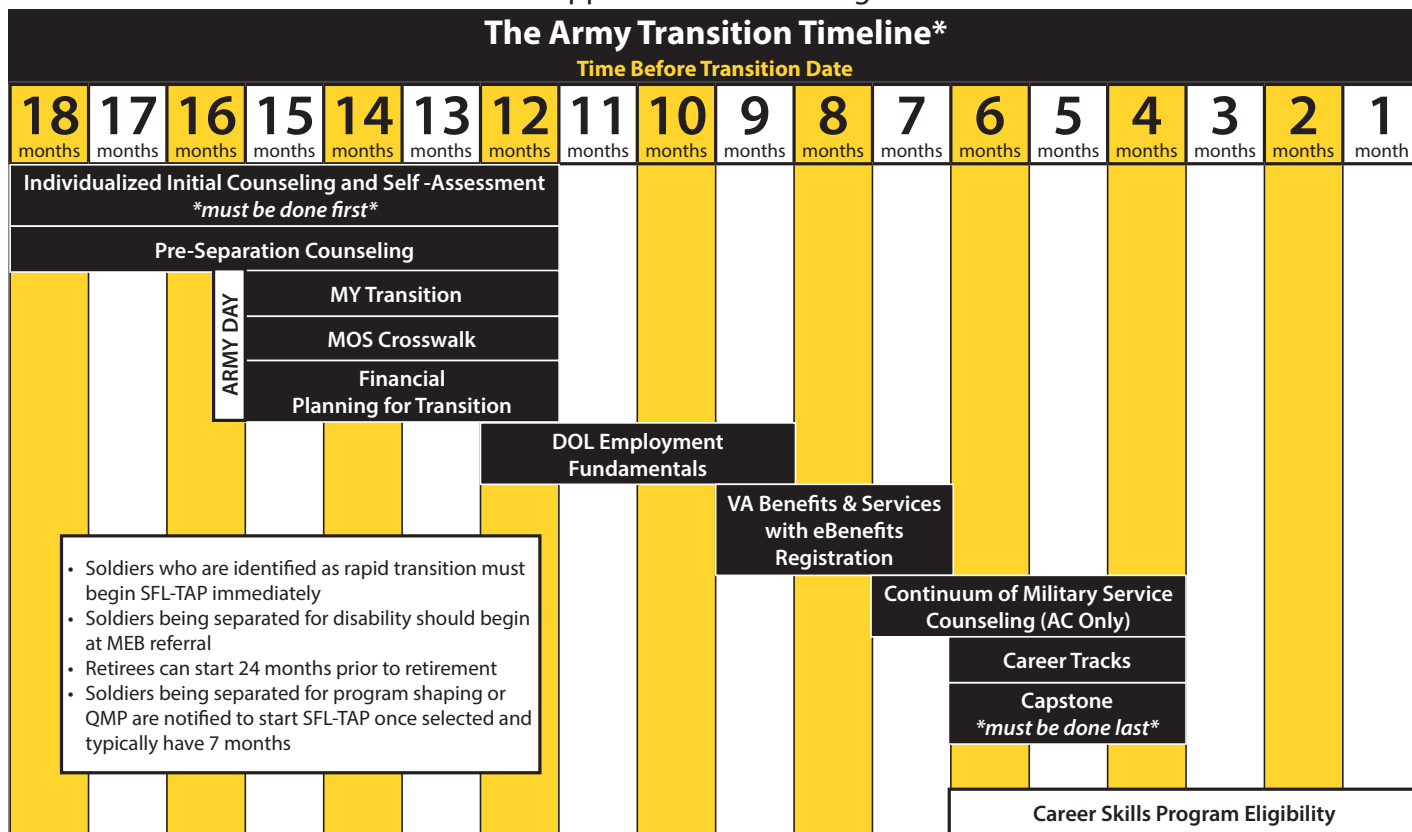 The Army Transition Timeline*
Time Before Transition Date
18 17 16 15 14 13 12 11 10 9 8 7 6 5 4 3 2 1
months months months months months months months months months months months months months months months months months month
Individualized Initial Counseling and Self -Assessment
*must be done first*
Pre-Separation Counseling
ARMY DAY
MY Transition
MOS Crosswalk
Financial
Planning for Transition
DOL Employment
Fundamentals
VA Benefits & Services
with eBenefits
Registration
• Soldiers who are identified as rapid transition must
begin SFL-TAP immediately
• Soldiers being separated for disability should begin
at MEB referral
• Retirees can start 24 months prior to retirement
• Soldiers being separated for program shaping or
QMP are notified to start SFL-TAP once selected and
typically have 7 months
Continuum of Military Service
Counseling (AC Only)
Career Tracks
Capstone
*must be done last*
Career Skills Program Eligibility